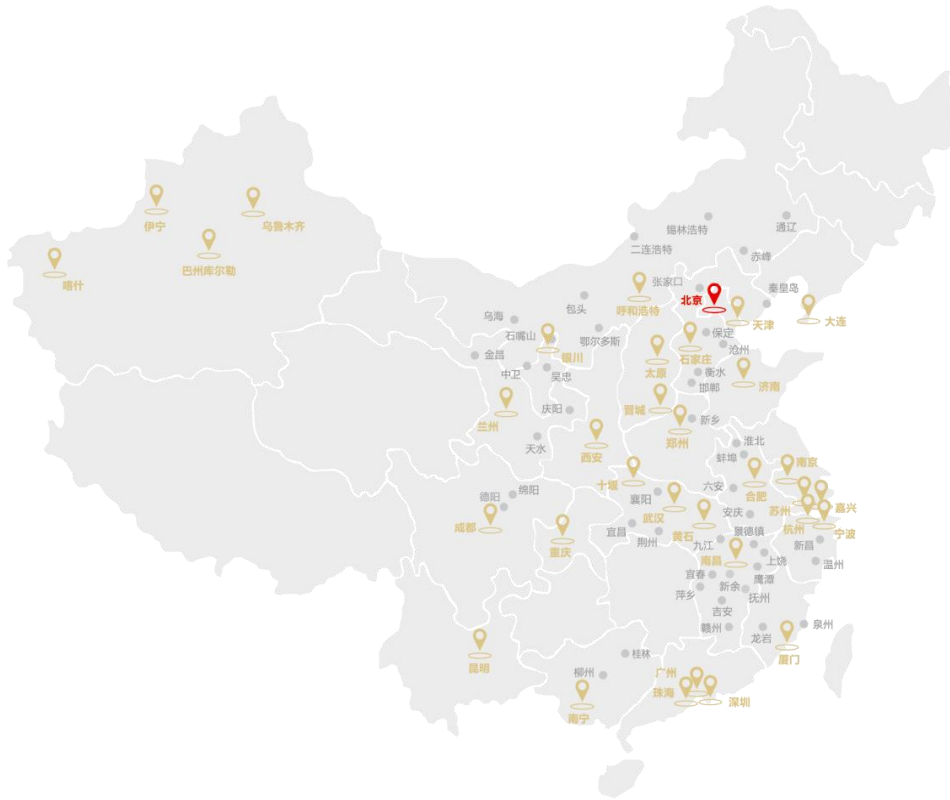 通辽
锡林浩特
伊宁
乌鲁木齐
二连浩特
赤峰
巴州库尔勒
喀什
张家口
秦皇岛
北京
包头
呼和浩特
乌海
天津
大连
石嘴山
保定
鄂尔多斯
沧州
金昌
银川
石家庄
太原
衡水
中卫
吴忠
济南
邯郸
庆阳
晋城
兰州
新乡
郑州
天水
西安
淮北
蚌埠
南京
十堰
六安
合肥
绵阳
德阳
襄阳
嘉兴
苏州
安庆
武汉
成都
杭州
宜昌
景德镇
宁波
黄石
荆州
九江
新昌
重庆
南昌
上饶
温州
宜春
鹰潭
新余
萍乡
抚州
吉安
泉州
赣州
龙岩
桂林
厦门
昆明
柳州
广州
珠海
深圳
南宁